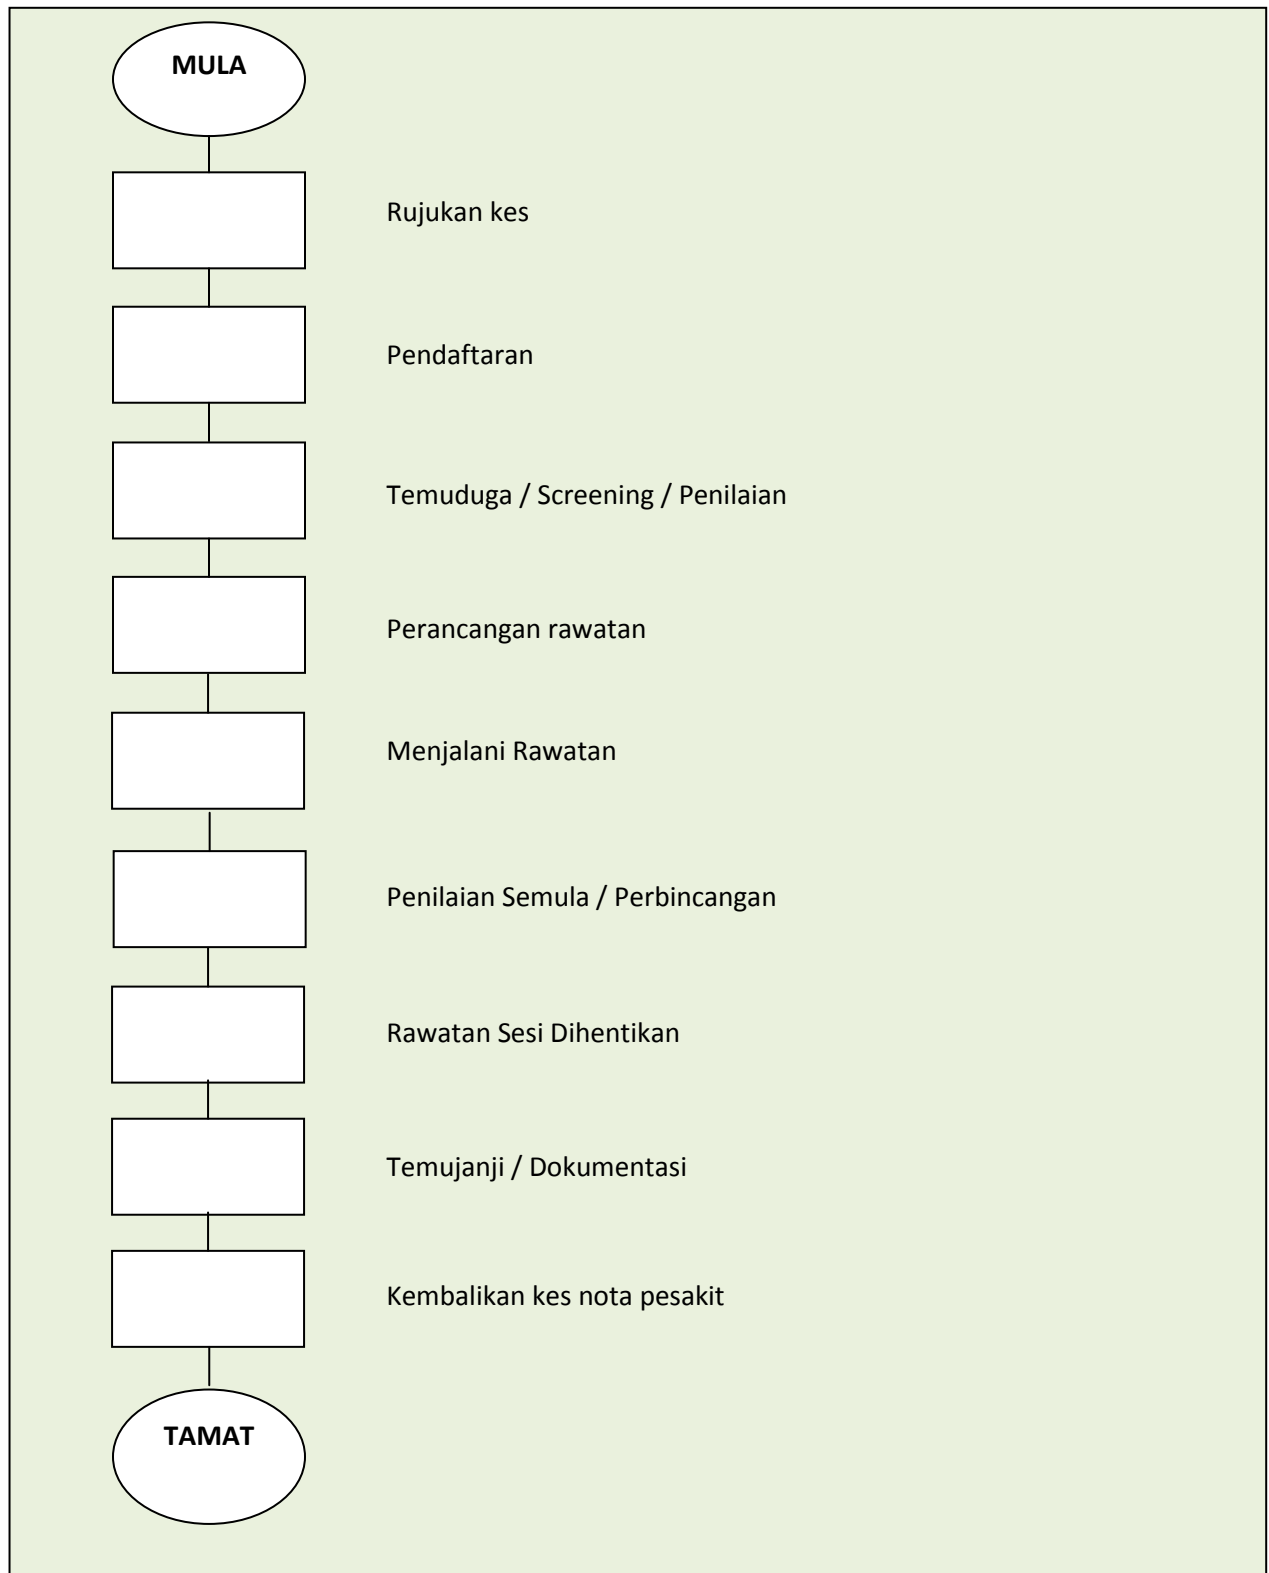 MULA
Rujukan kes
Pendaftaran
Temuduga / Screening / Penilaian
Perancangan rawatan
Menjalani Rawatan
Penilaian Semula / Perbincangan
Rawatan Sesi Dihentikan
Temujanji / Dokumentasi
Kembalikan kes nota pesakit
TAMAT